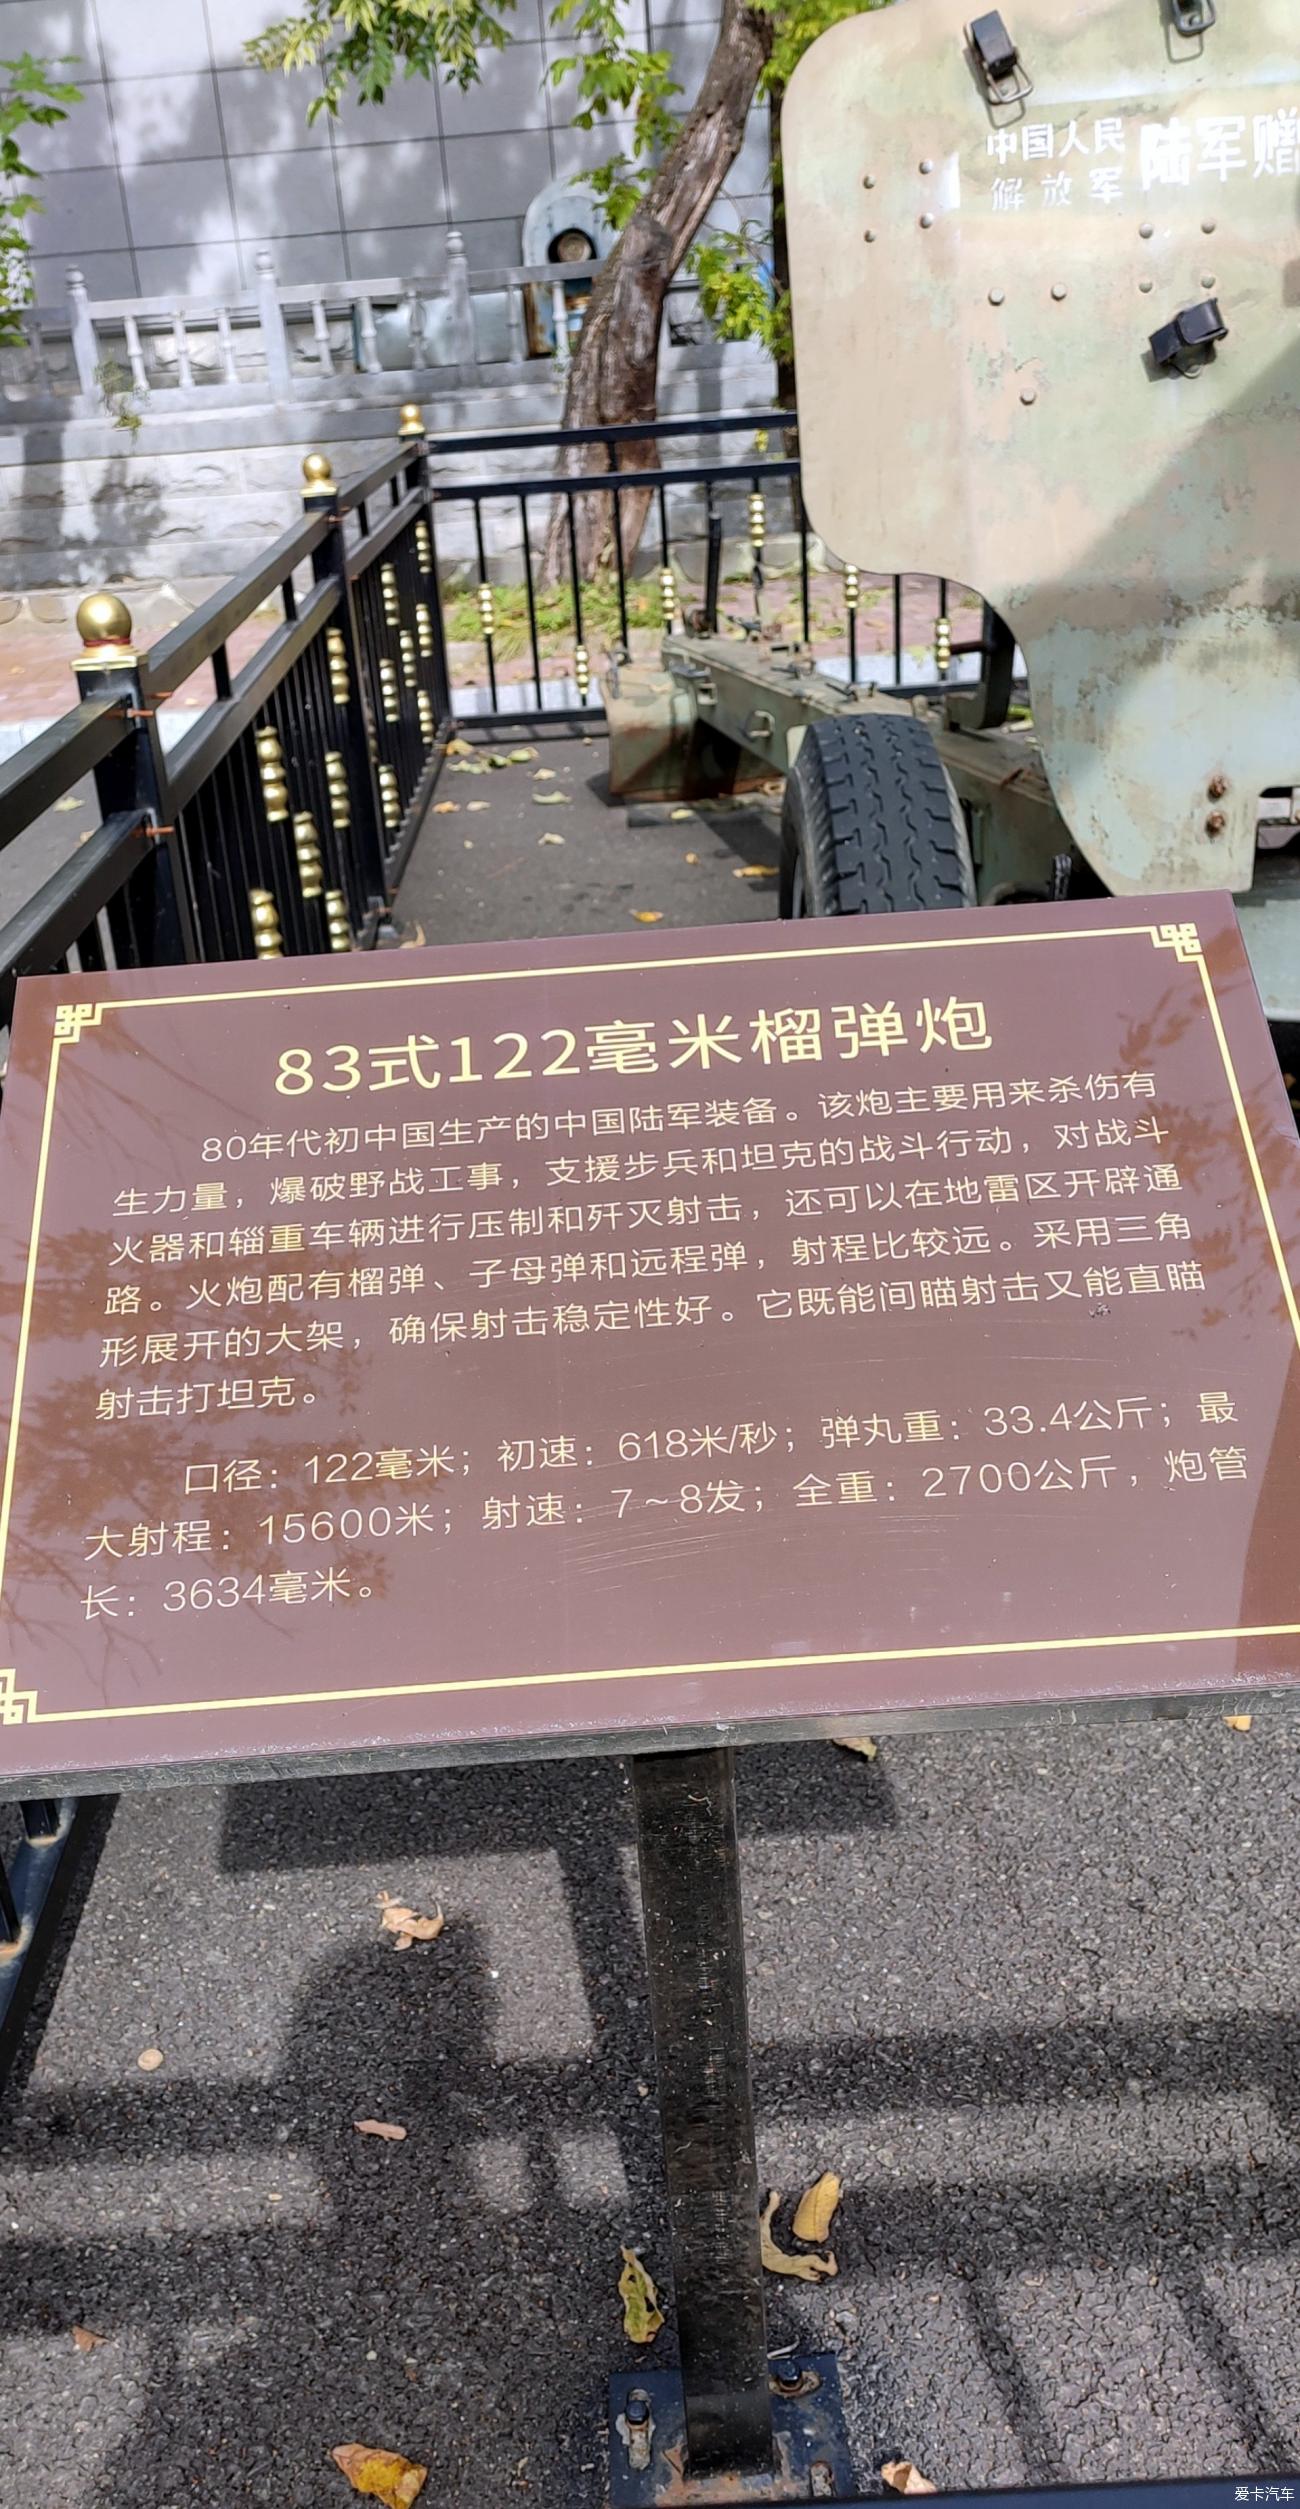 中国人民
解放军
陆军赠
83式122毫米榴弹炮
80年代初中国生产的中国陆军装备。该炮主要用来杀伤有
生力量，爆破野战工事，支援步兵和坦克的战斗行动，对战斗
火器和辎重车辆进行压制和歼灭射击，还可以在地雷区开辟通
路。火炮配有榴弹、子母弹和远程弹，射程比较远。采用三角
形展开的大架，确保射击稳定性好。它既能间瞄射击又能直瞄
射击打坦克。
口径：122毫米；初速：618米/秒；弹丸重：33.4公斤；最
大射程：15600米；射速：7~8发；全重：2700公斤，炮管
长：3634毫米。
爱卡汽车